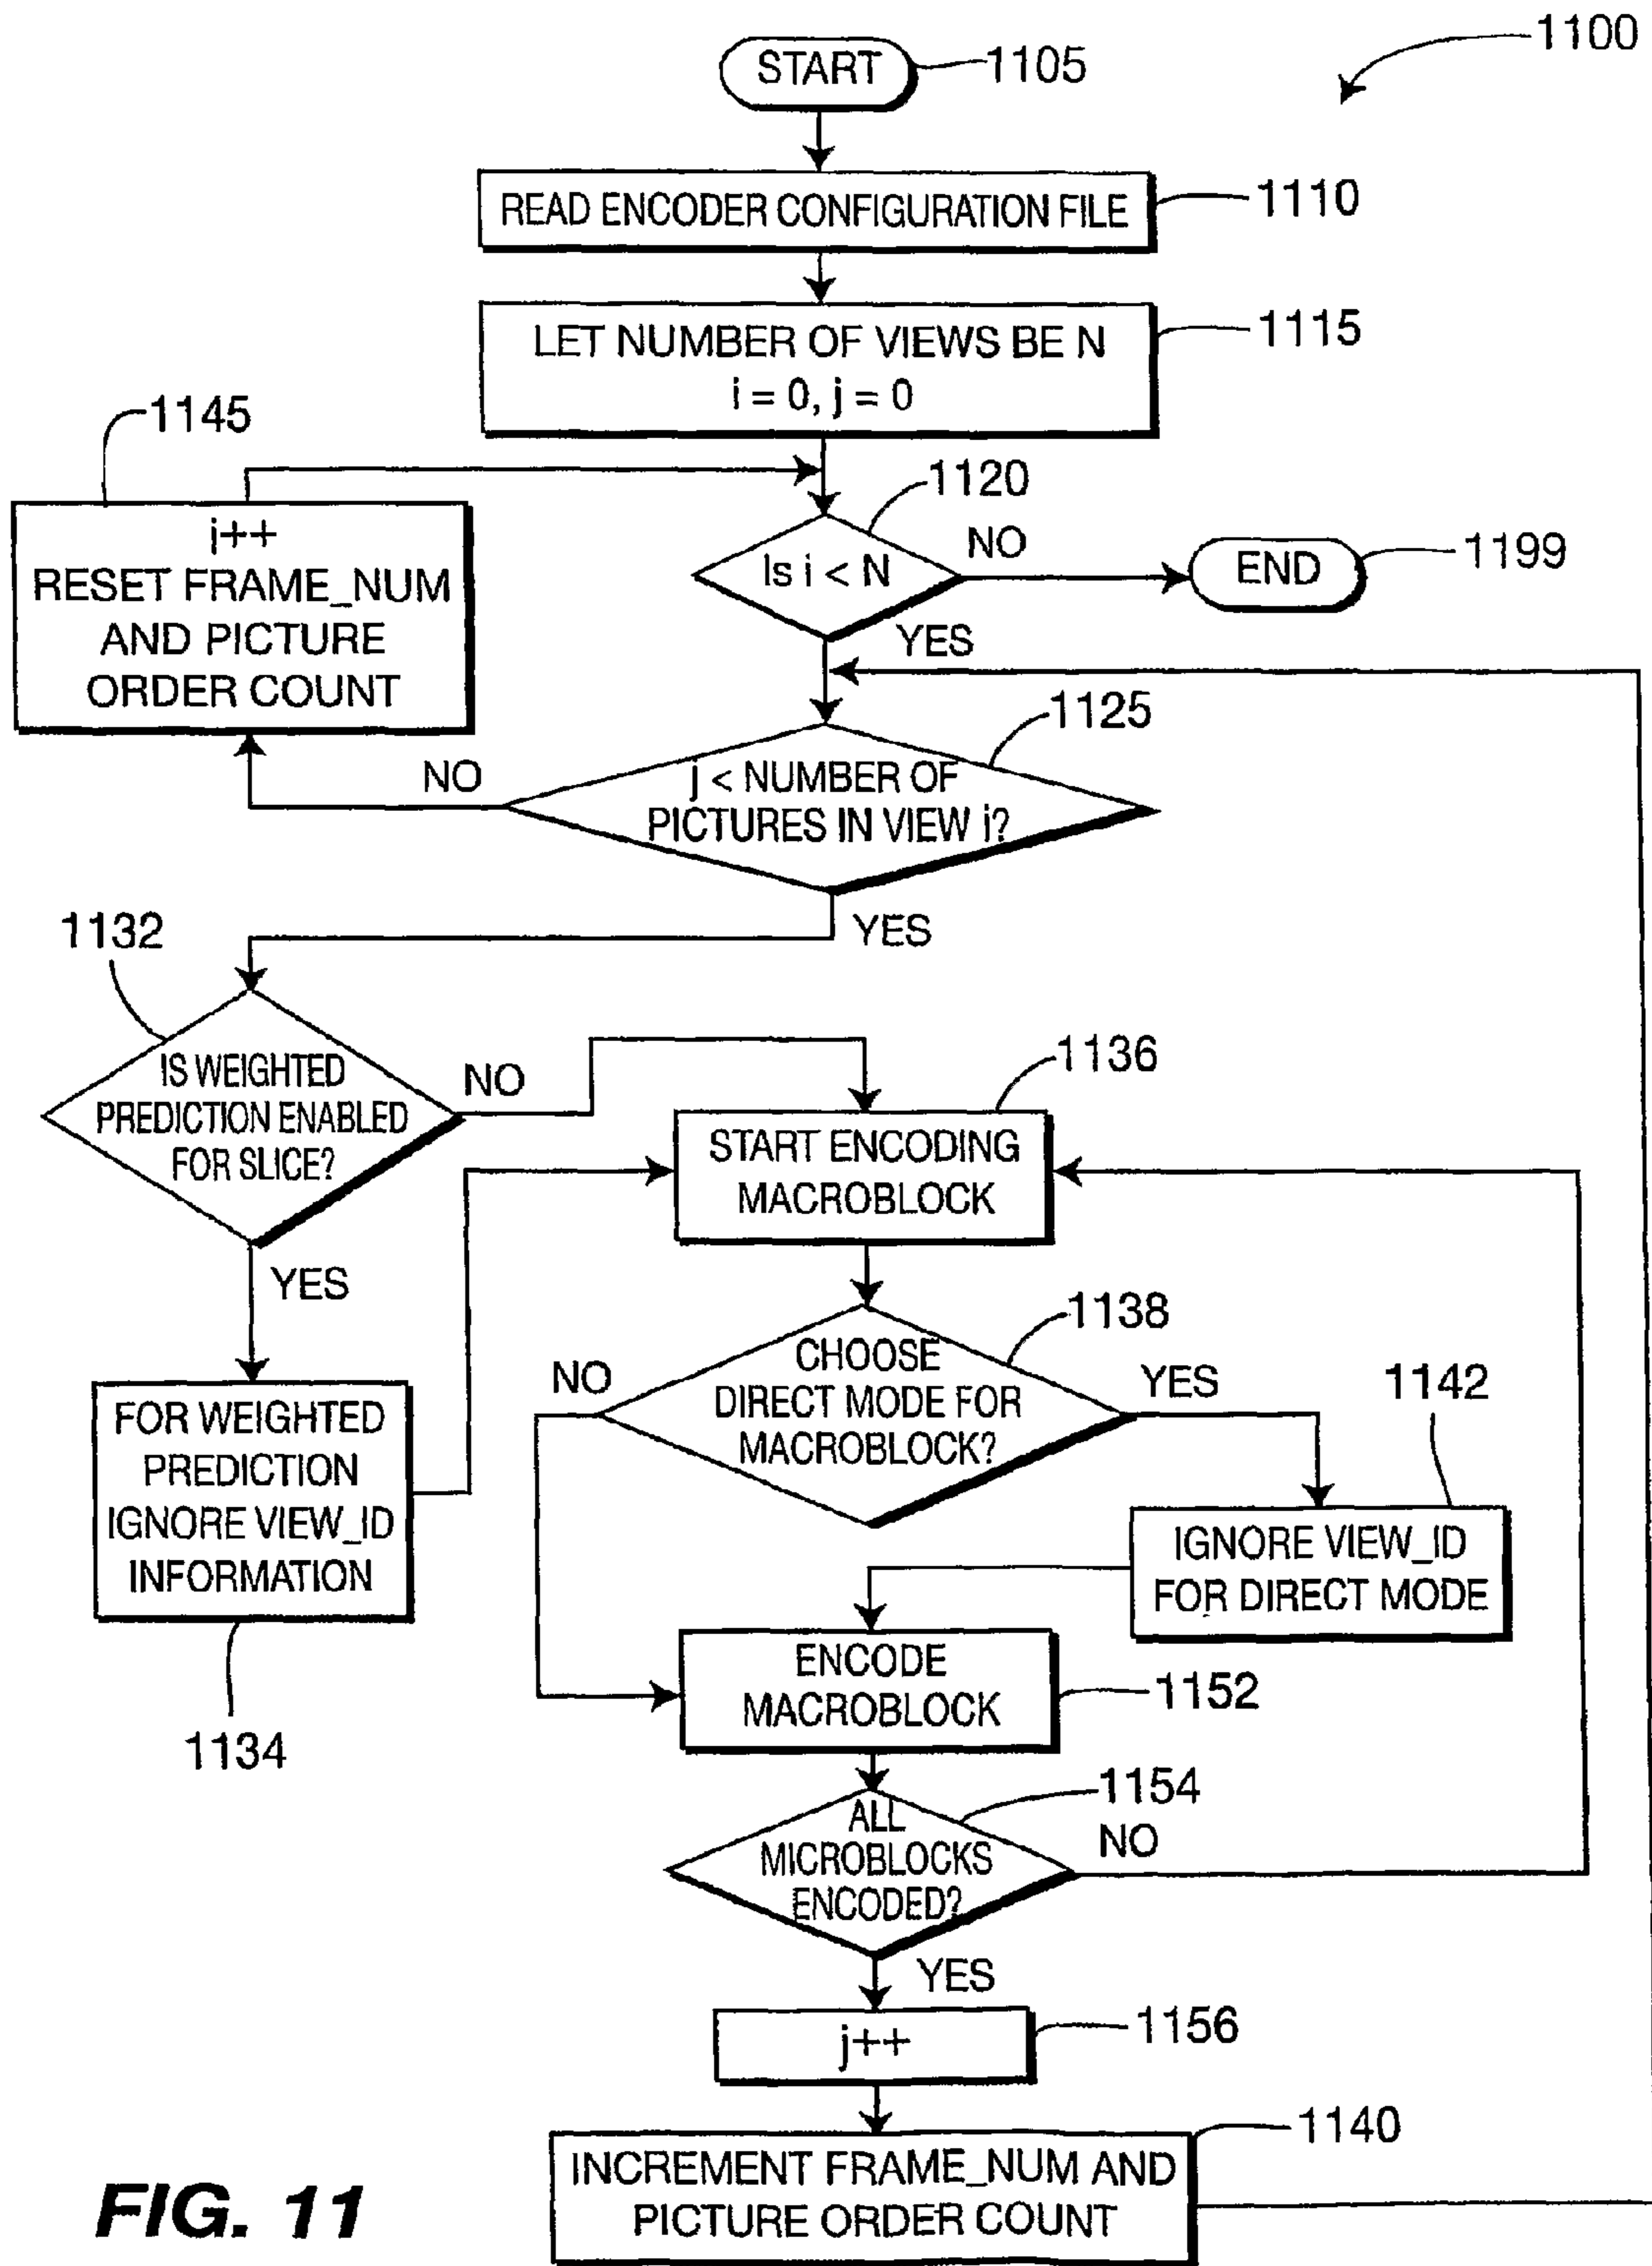 1100
START
1105
READ ENCODER CONFIGURATION FILE
1110
LET NUMBER OF VIEWS BE N
i = 0, j = 0
1115
1145
i++
RESET FRAME_NUM
AND PICTURE
ORDER COUNT
1120
Is i < N
NO
END
1199
YES
1125
j < NUMBER OF
PICTURES IN VIEW i?
NO
YES
1132
IS WEIGHTED
PREDICTION ENABLED
FOR SLICE?
NO
YES
1136
START ENCODING
MACROBLOCK
1138
CHOOSE
DIRECT MODE FOR
MACROBLOCK?
NO
YES
1142
FOR WEIGHTED
PREDICTION
IGNORE VIEW_ID
INFORMATION
1134
IGNORE VIEW_ID
FOR DIRECT MODE
ENCODE
MACROBLOCK
1152
1154
ALL
MICROBLOCKS
ENCODED?
NO
YES
j++
1156
1140
INCREMENT FRAME_NUM AND
PICTURE ORDER COUNT
FIG. 11